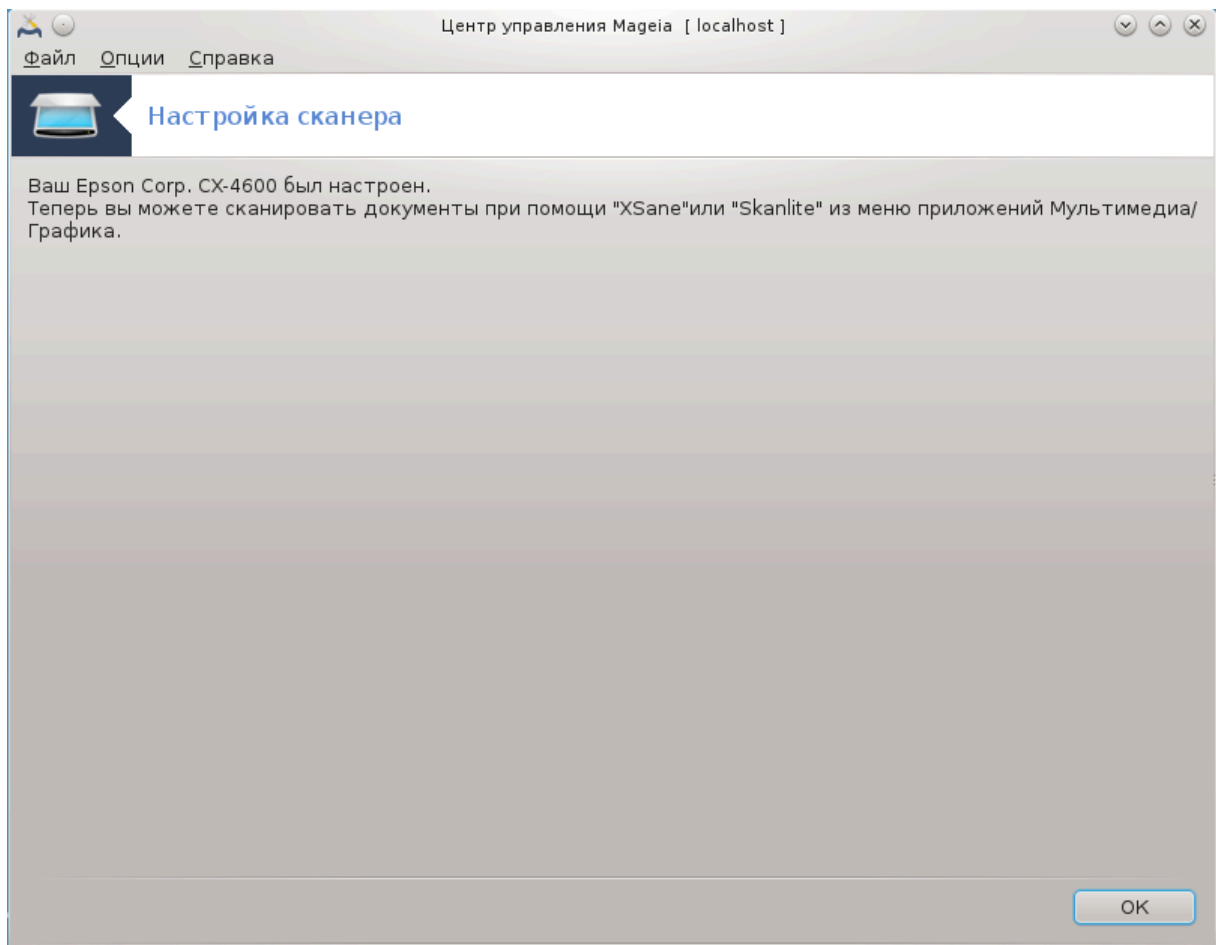 Центр управления Mageia [ localhost ]
Файл Опции Справка
Настройка сканера
Ваш Epson Corp. CX-4600 был настроен.
Теперь вы можете сканировать документы при помощи "XSane"или "Skanlite" из меню приложений Мультимедиа/
Графика.
OK